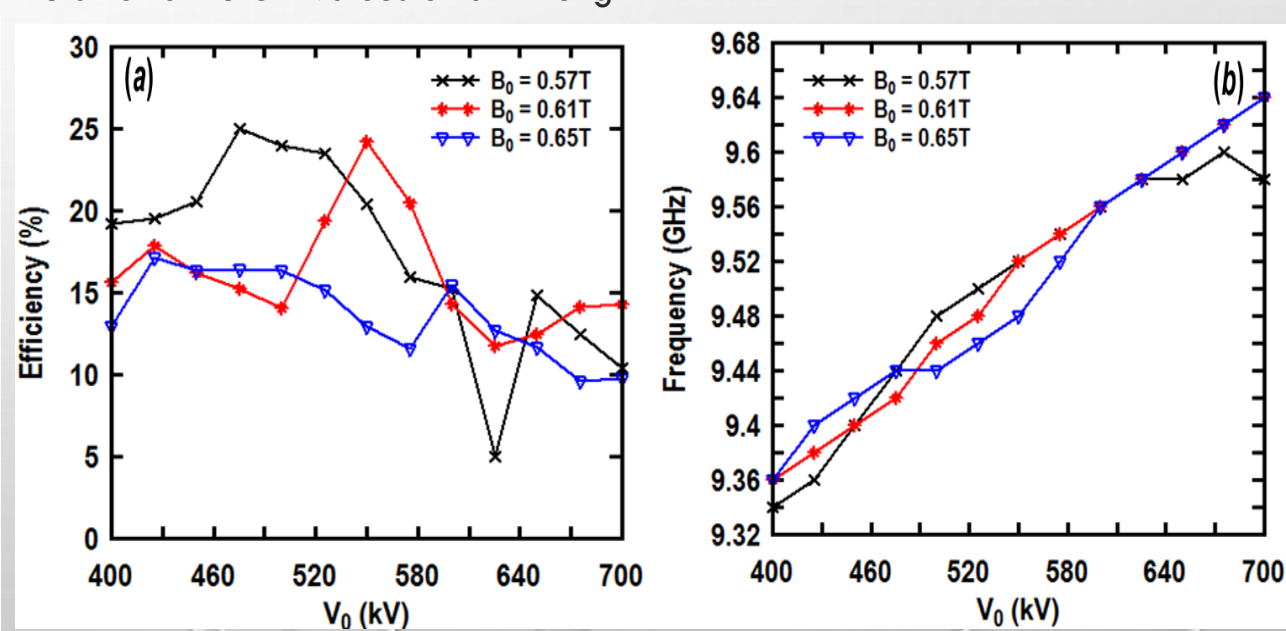 (a)
B₀ = 0.57T
B₀ = 0.61T
B₀ = 0.65T
30
25
20
15
10
5
0
Efficiency (%)
400 460 520 580 640 700
V₀ (kV)
(b)
B₀ = 0.57T
B₀ = 0.61T
B₀ = 0.65T
9.68
9.64
9.6
9.56
9.52
9.48
9.44
9.4
9.36
9.32
Frequency (GHz)
400 460 520 580 640 700
V₀ (kV)